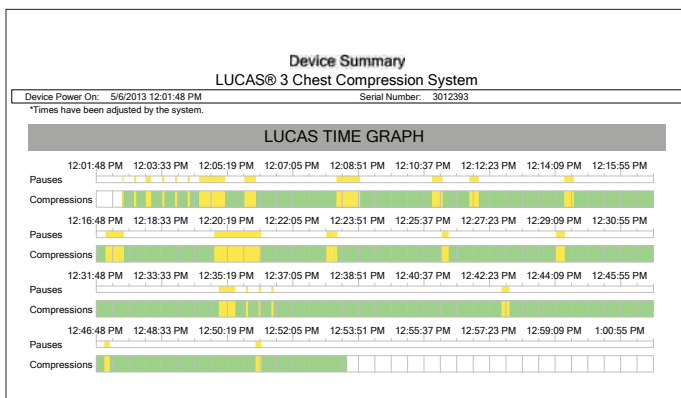 Device Summary
LUCAS® 3 Chest Compression System
Device Power On: 5/6/2013 12:01:48 PM Serial Number: 3012393
*Times have been adjusted by the system.
LUCAS TIME GRAPH
12:01:48 PM 12:03:33 PM 12:05:19 PM 12:07:05 PM 12:08:51 PM 12:10:37 PM 12:12:23 PM 12:14:09 PM 12:15:55 PM
Pauses
Compressions
12:16:48 PM 12:18:33 PM 12:20:19 PM 12:22:05 PM 12:23:51 PM 12:25:37 PM 12:27:23 PM 12:29:09 PM 12:30:55 PM
Pauses
Compressions
12:31:48 PM 12:33:33 PM 12:35:19 PM 12:37:05 PM 12:38:51 PM 12:40:37 PM 12:42:23 PM 12:44:09 PM 12:45:55 PM
Pauses
Compressions
12:46:48 PM 12:48:33 PM 12:50:19 PM 12:52:05 PM 12:53:51 PM 12:55:37 PM 12:57:23 PM 12:59:09 PM 1:00:55 PM
Pauses
Compressions